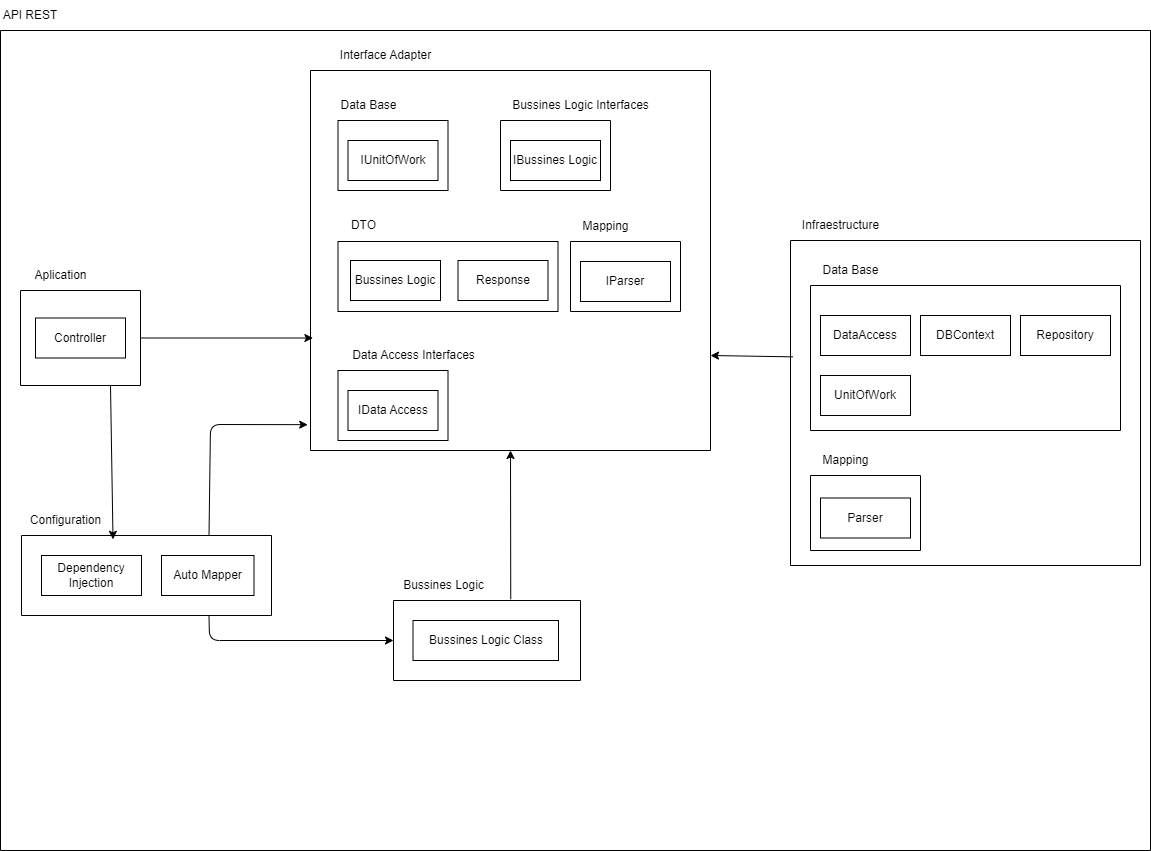 API REST
Interface Adapter
Data Base
Bussines Logic Interfaces
IUnitOfWork
IBussines Logic
DTO
Mapping
Bussines Logic
Response
IParser
Data Access Interfaces
IData Access
Aplication
Controller
Infraestructure
Data Base
DataAccess
DBContext
Repository
UnitOfWork
Mapping
Parser
Configuration
Dependency
Injection
Auto Mapper
Bussines Logic
Bussines Logic Class